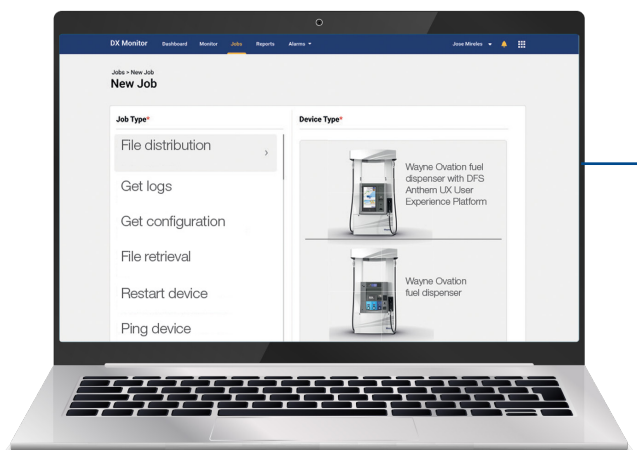 DX Monitor Dashboard Monitor Jobs Reports Alarms Jose Mireles
Jobs > New Job
New Job
Job Type*
File distribution
Get logs
Get configuration
File retrieval
Restart device
Ping device
Device Type*
Wayne Ovation fuel
dispenser with DFS
Anthem UX User
Experience Platform
Wayne Ovation
fuel dispenser